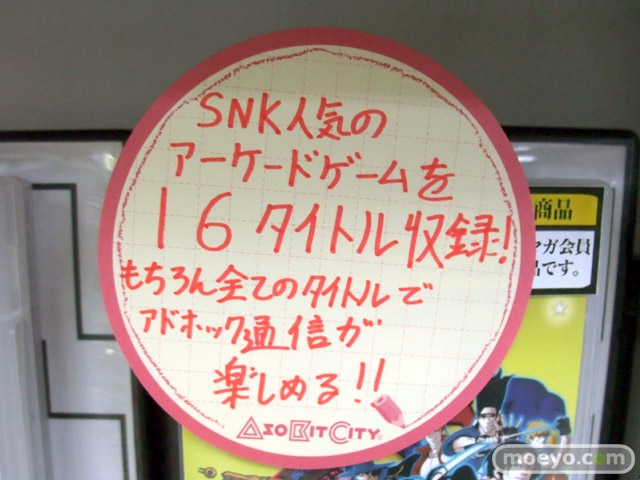 SNK人気の
アーケードゲームを
16タイトル収録!
もちろん全てのタイトルで
アドホック通信が
楽しめる!!
ASOBITCITY
商品
マガ会員
品です。
moeyo.com